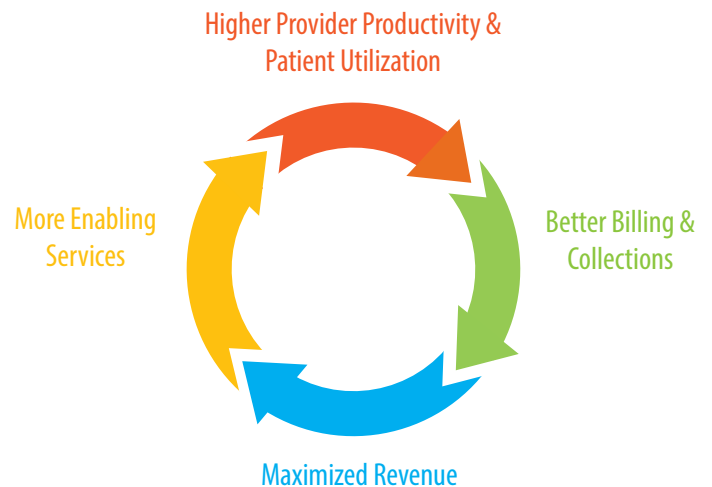 Higher Provider Productivity &
Patient Utilization
More Enabling
Services
Better Billing &
Collections
Maximized Revenue